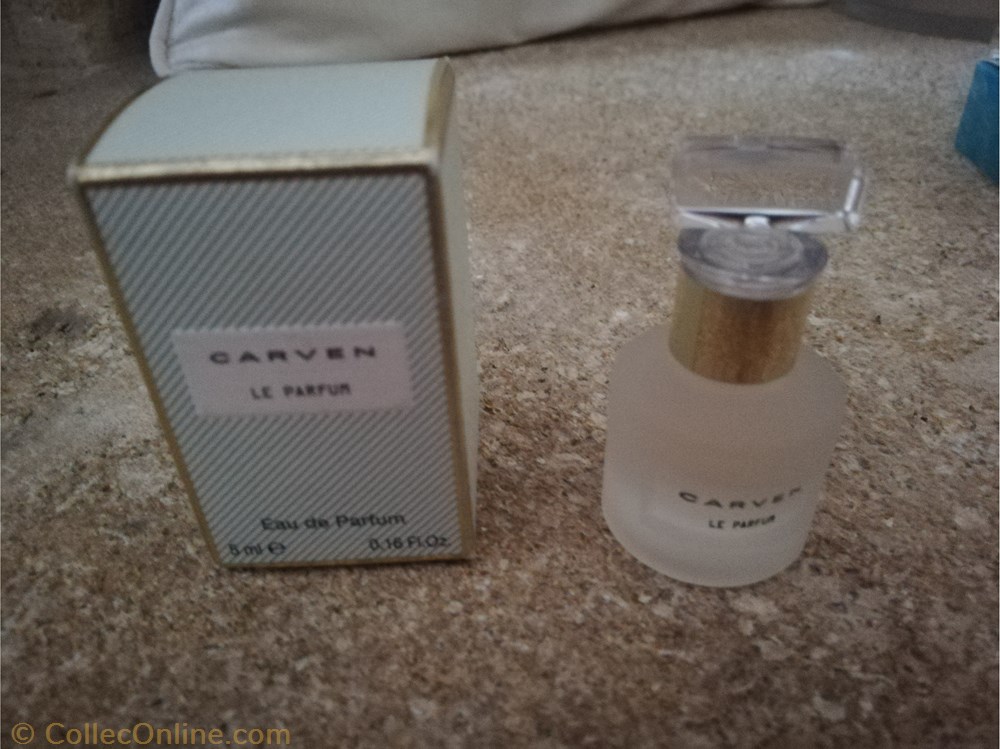 CARVEN
LE PARFUM
Eau de Parfum
5 ml ℮ 0.16 Fl.Oz.
CARVEN
LE PARFUM
© CollecOnline.com